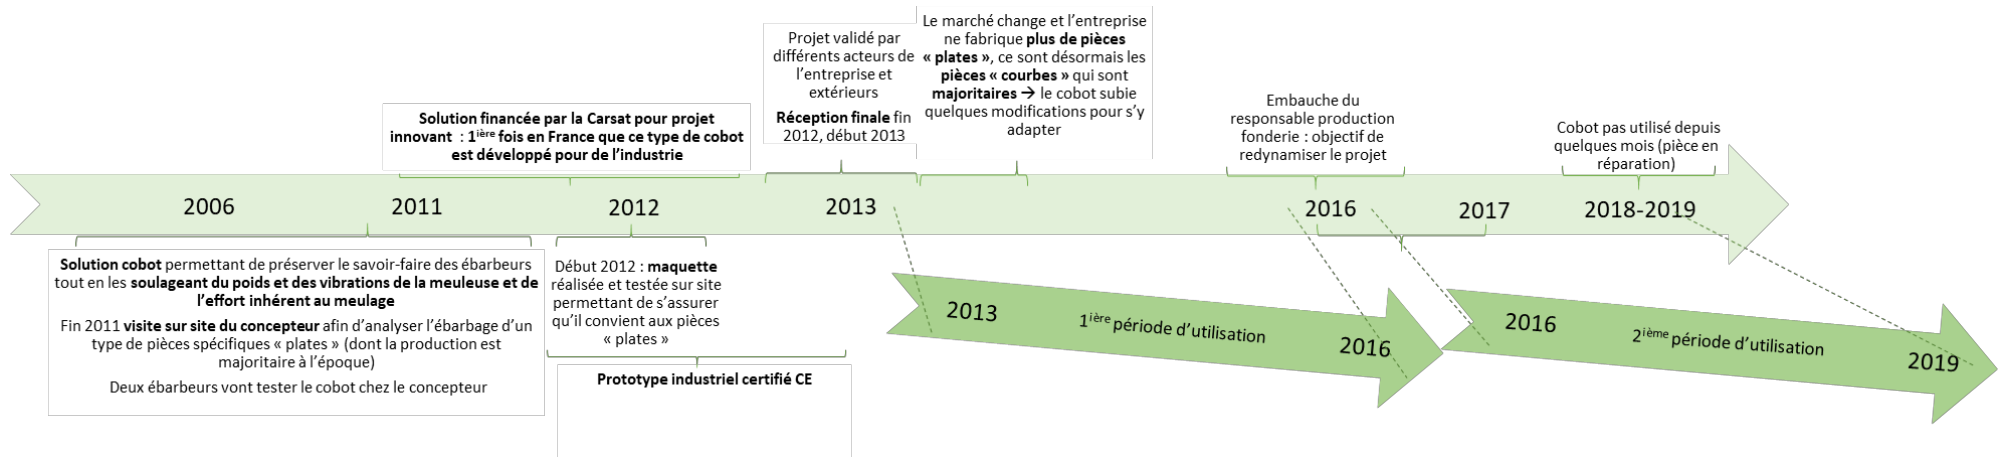 Solution financée par la Carsat pour projet
innovant : 1ière fois en France que ce type de cobot
est développé pour de l’industrie
Projet validé par
différents acteurs de
l’entreprise et
extérieurs
Réception finale fin
2012, début 2013
Le marché change et l’entreprise
ne fabrique plus de pièces
« plates », ce sont désormais les
pièces « courbes » qui sont
majoritaires → le cobot subie
quelques modifications pour s’y
adapter
Embauche du
responsable production
fonderie : objectif de
redynamiser le projet
Cobot pas utilisé depuis
quelques mois (pièce en
réparation)
2006
2011
2012
2013
2016
2017
2018-2019
Solution cobot permettant de préserver le savoir-faire des ébarbeurs
tout en les soulageant du poids et des vibrations de la meuleuse et de
l’effort inhérent au meulage
Fin 2011 visite sur site du concepteur afin d’analyser l’ébarbage d’un
type de pièces spécifiques « plates » (dont la production est
majoritaire à l’époque)
Deux ébarbeurs vont tester le cobot chez le concepteur
Début 2012 : maquette
réalisée et testée sur site
permettant de s’assurer
qu’il convient aux pièces
« plates »
Prototype industriel certifié CE
2013
1ière période d’utilisation
2016
2016
2ième période d’utilisation
2019